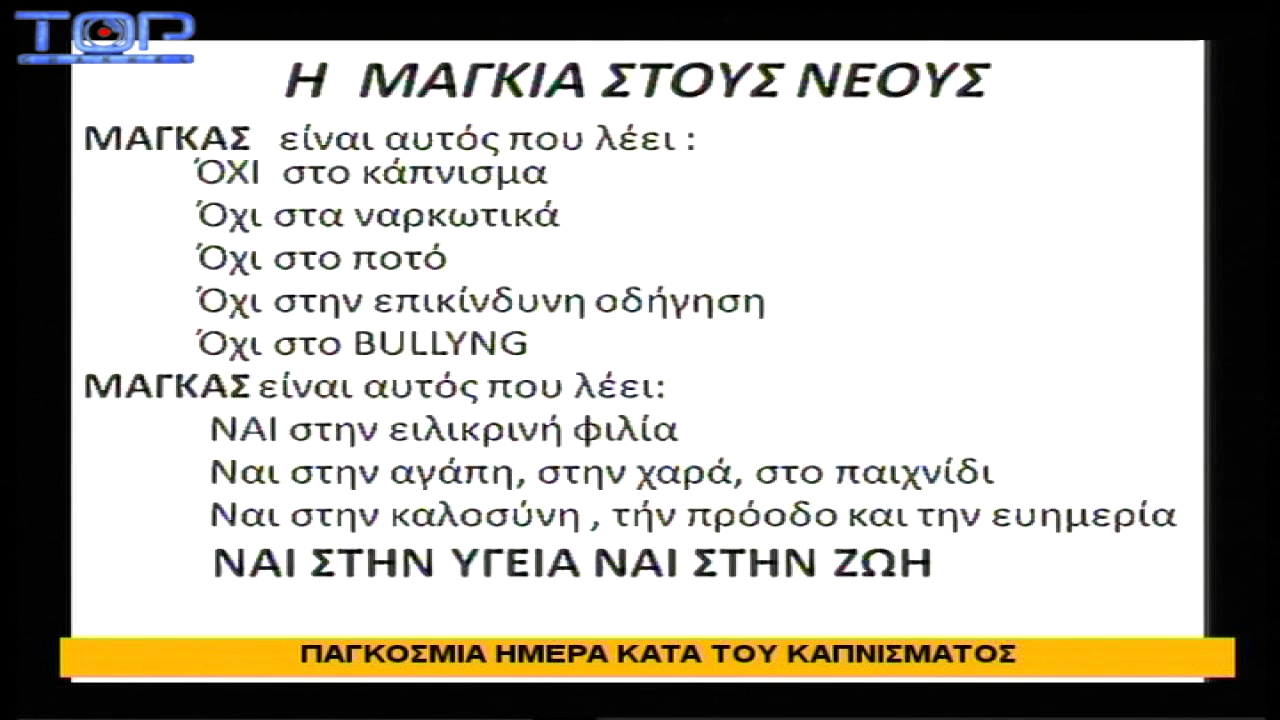 TOP
Η ΜΑΓΚΙΑ ΣΤΟΥΣ ΝΕΟΥΣ
ΜΑΓΚΑΣ είναι αυτός που λέει :
ΌΧΙ στο κάπνισμα
Όχι στα ναρκωτικά
Όχι στο ποτό
Όχι στην επικίνδυνη οδήγηση
Όχι στο BULLYNG
ΜΑΓΚΑΣ είναι αυτός που λέει:
ΝΑΙ στην ειλικρινή φιλία
Ναι στην αγάπη, στην χαρά, στο παιχνίδι
Ναι στην καλοσύνη , τήν πρόοδο και την ευημερία
ΝΑΙ ΣΤΗΝ ΥΓΕΙΑ ΝΑΙ ΣΤΗΝ ΖΩΗ
ΠΑΓΚΟΣΜΙΑ ΗΜΕΡΑ ΚΑΤΑ ΤΟΥ ΚΑΠΝΙΣΜΑΤΟΣ